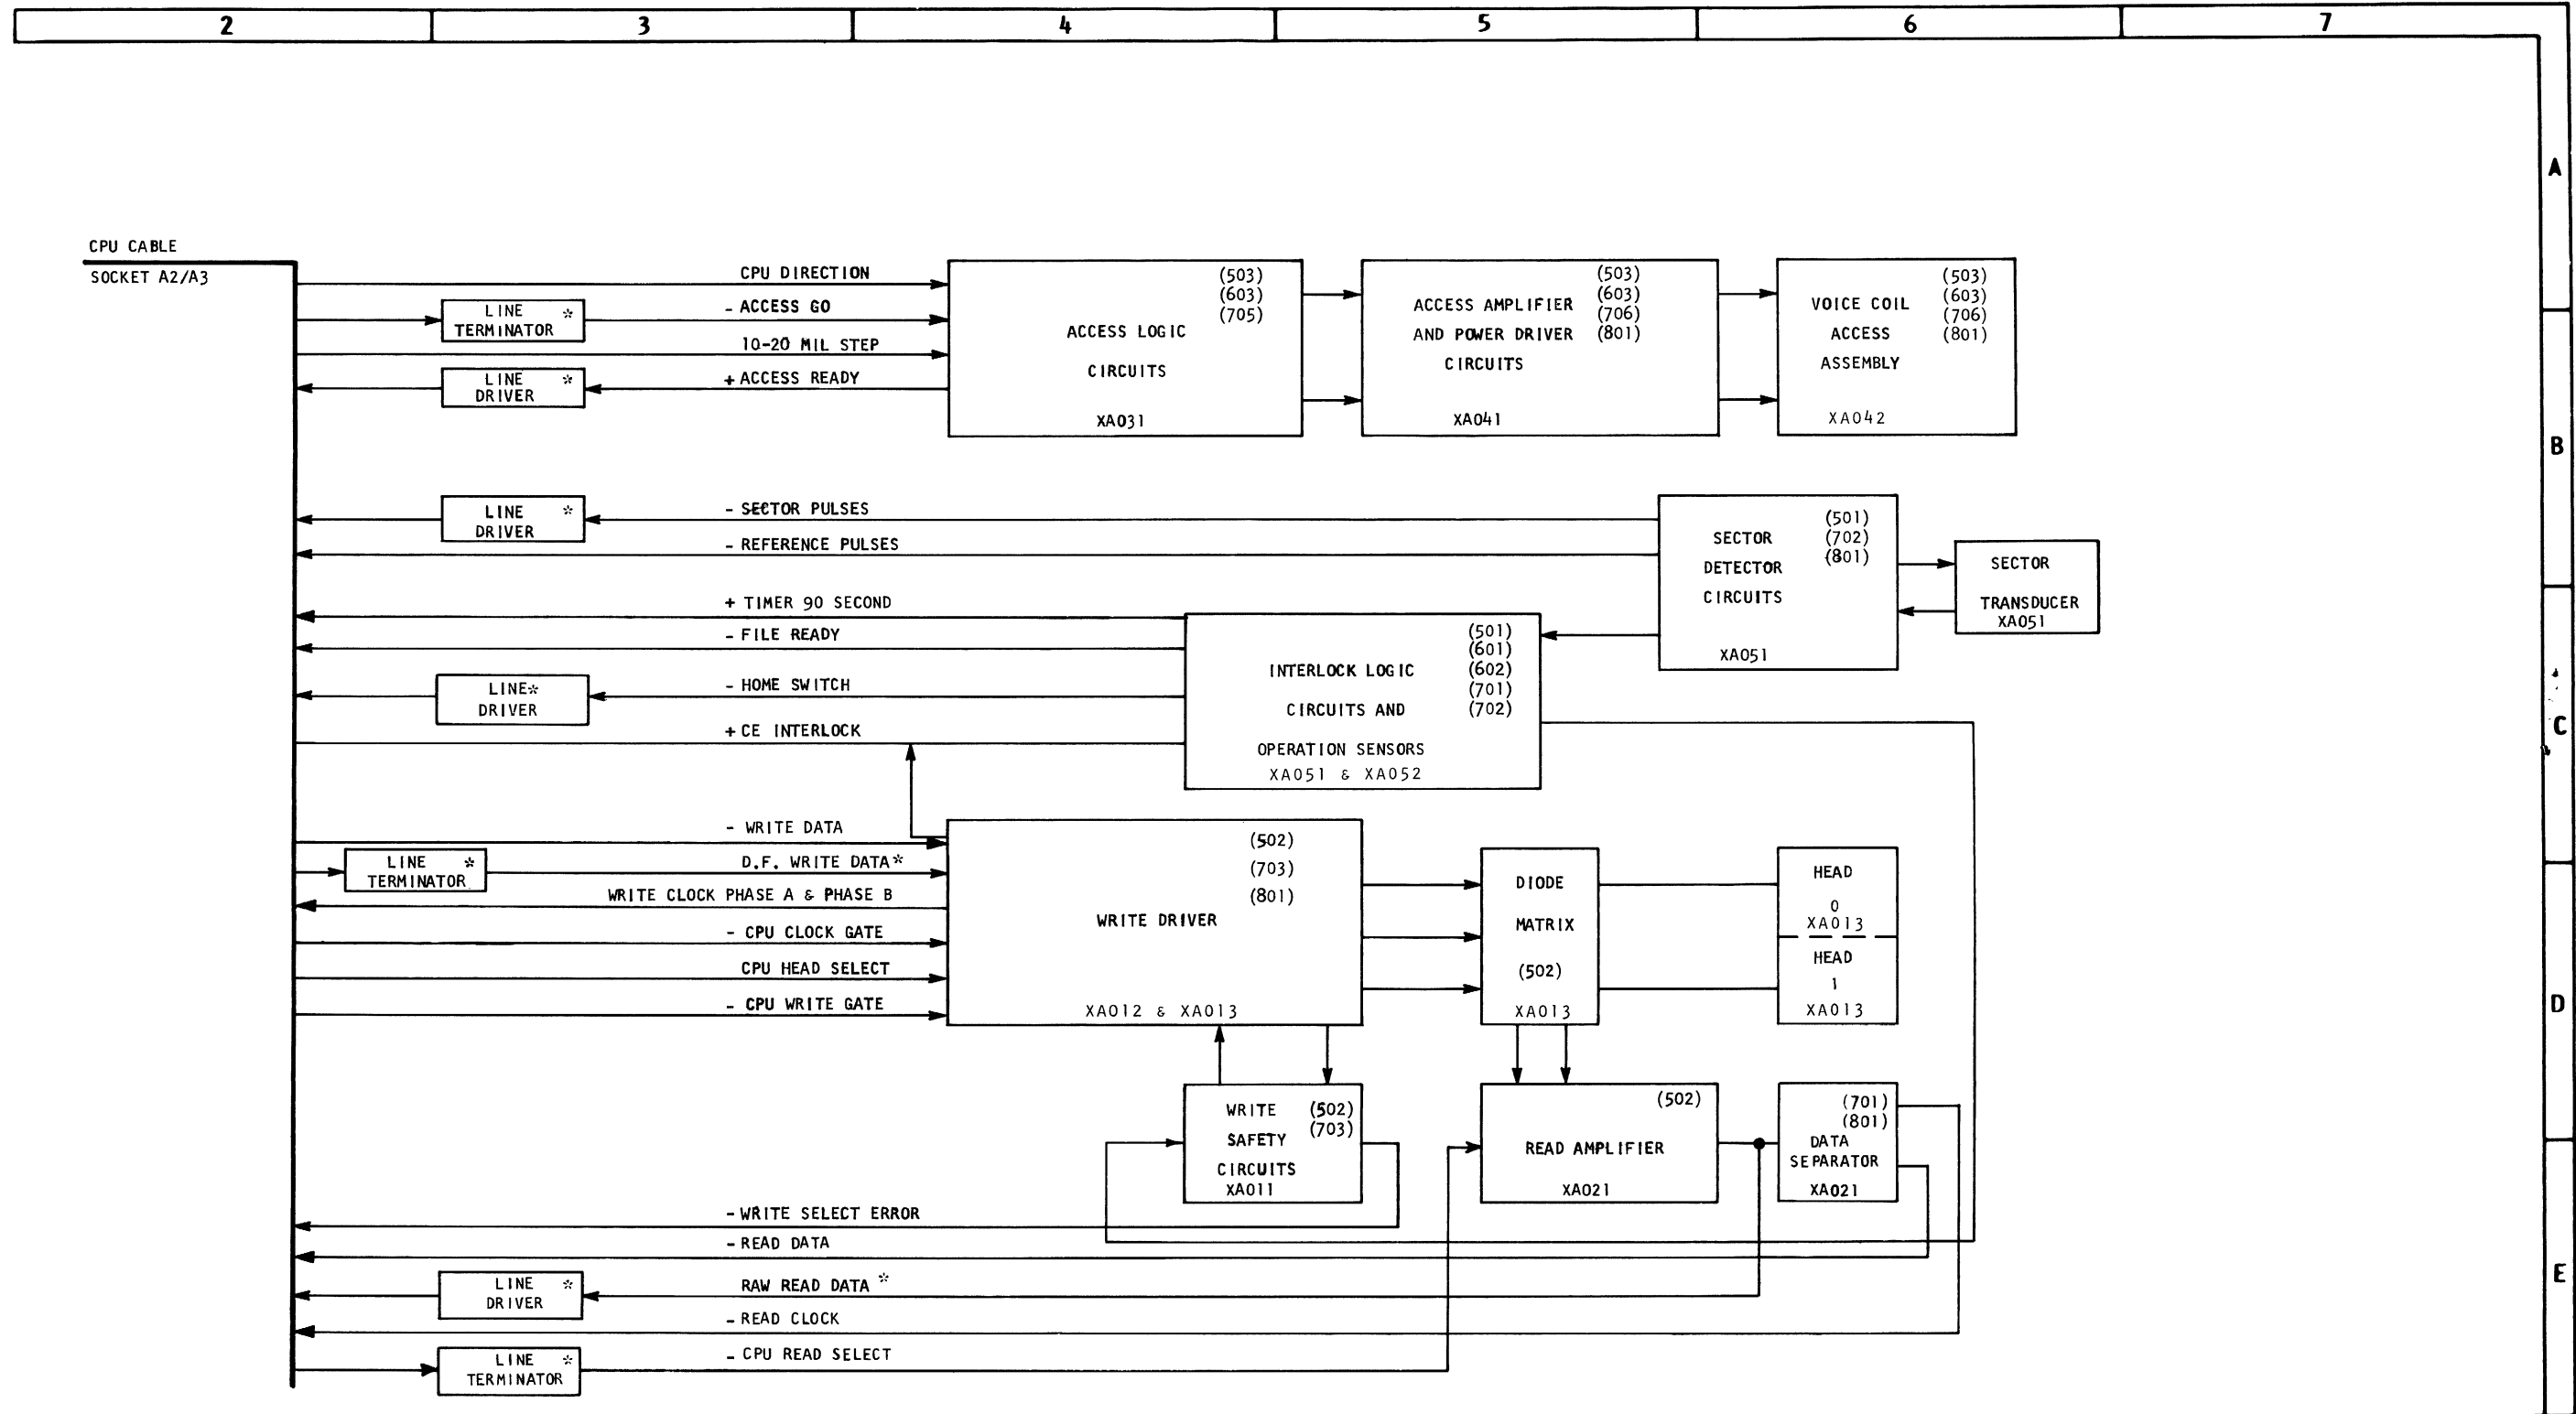 2 3 4 5 6 7
A
B
C
D
E
CPU CABLE
SOCKET A2/A3
CPU DIRECTION
LINE *
TERMINATOR
- ACCESS GO
10-20 MIL STEP
LINE *
DRIVER
+ ACCESS READY
(503)
(603)
(705)
ACCESS LOGIC
CIRCUITS
XA031
(503)
ACCESS AMPLIFIER (603)
(706)
AND POWER DRIVER (801)
CIRCUITS
XA041
(503)
VOICE COIL (603)
(706)
ACCESS (801)
ASSEMBLY
XA042
LINE *
DRIVER
- SECTOR PULSES
- REFERENCE PULSES
(501)
SECTOR (702)
(801)
DETECTOR
CIRCUITS
XA051
SECTOR
TRANSDUCER
XA051
+ TIMER 90 SECOND
- FILE READY
LINE*
DRIVER
- HOME SWITCH
+ CE INTERLOCK
(501)
(601)
INTERLOCK LOGIC (602)
(701)
CIRCUITS AND (702)
OPERATION SENSORS
XA051 & XA052
- WRITE DATA
LINE *
TERMINATOR
D.F. WRITE DATA*
WRITE CLOCK PHASE A & PHASE B
- CPU CLOCK GATE
CPU HEAD SELECT
- CPU WRITE GATE
(502)
(703)
(801)
WRITE DRIVER
XA012 & XA013
DIODE
MATRIX
(502)
XA013
HEAD
0
XA013
HEAD
1
XA013
WRITE (502)
SAFETY (703)
CIRCUITS
XA011
(502)
READ AMPLIFIER
XA021
(701)
(801)
DATA
SEPARATOR
XA021
- WRITE SELECT ERROR
- READ DATA
LINE *
DRIVER
RAW READ DATA *
- READ CLOCK
LINE *
TERMINATOR
- CPU READ SELECT